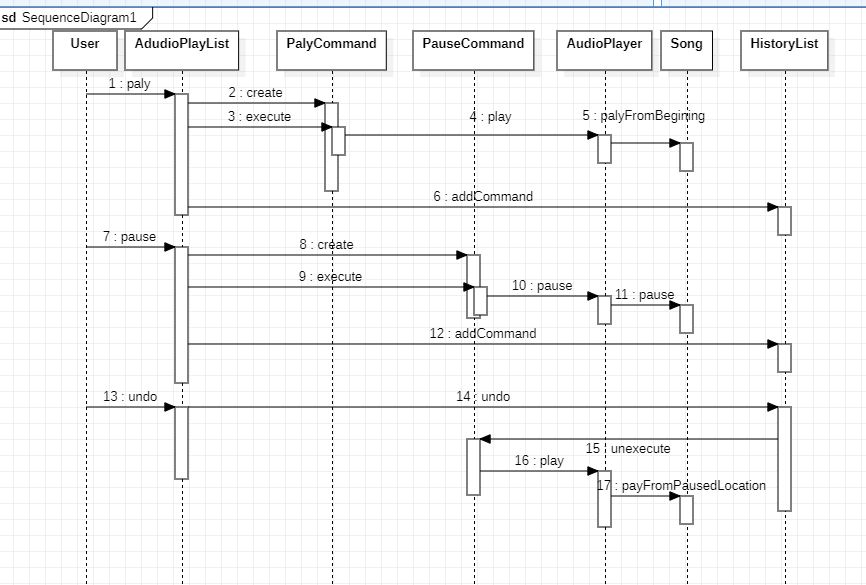 sd SequenceDiagram1
User
AdudioPlayList
PalyCommand
PauseCommand
AudioPlayer
Song
HistoryList
1 : paly
2 : create
3 : execute
4 : play
5 : palyFromBegining
6 : addCommand
7 : pause
8 : create
9 : execute
10 : pause
11 : pause
12 : addCommand
13 : undo
14 : undo
15 : unexecute
16 : play
17 : payFromPausedLocation